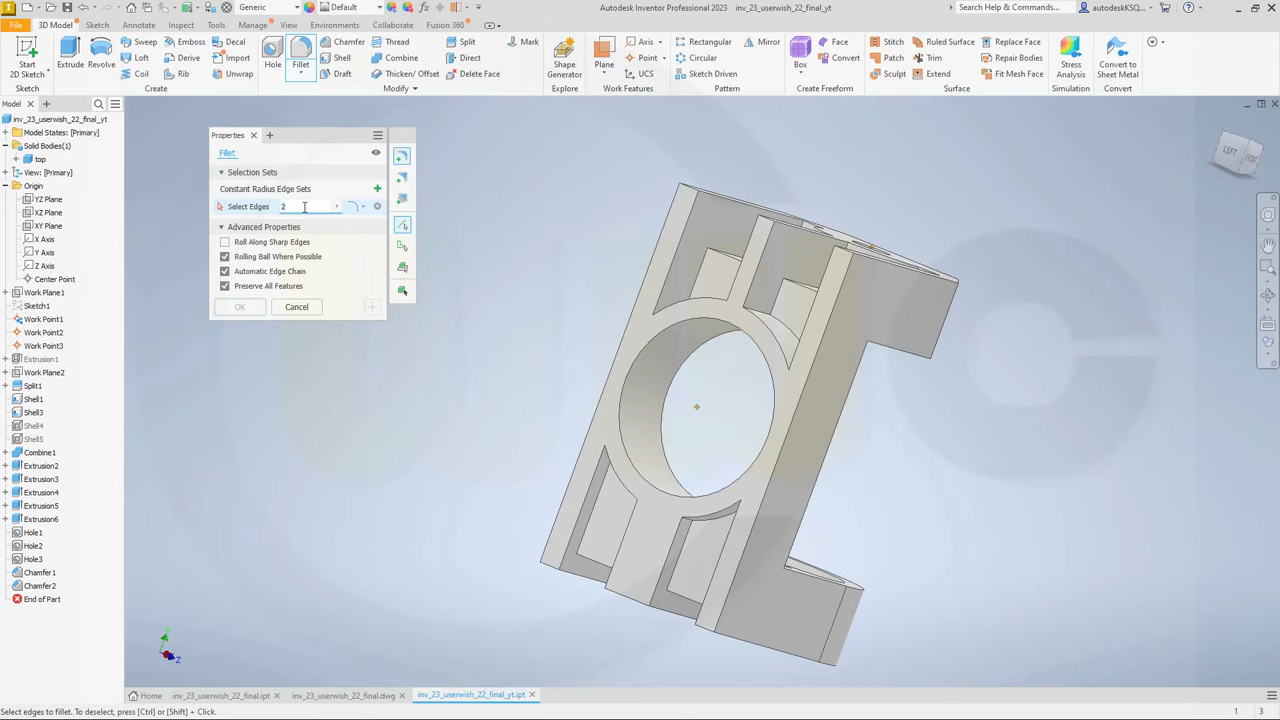 Generic
Default
Autodesk Inventor Professional 2023 inv_23_userwish_22_final_yt
Search Help & Commands...
autodeskKSQ...
File 3D Model Sketch Annotate Inspect Tools Manage View Environments Collaborate Fusion 360
Start
2D Sketch
Extrude
Revolve
Sweep
Loft
Coil
Emboss
Derive
Rib
Decal
Import
Unwrap
Hole
Fillet
Chamfer
Shell
Draft
Thread
Combine
Thicken/ Offset
Split
Direct
Delete Face
Mark
Shape
Generator
Plane
Axis
Point
UCS
Rectangular
Circular
Sketch Driven
Mirror
Box
Face
Convert
Stitch
Patch
Sculpt
Ruled Surface
Trim
Extend
Replace Face
Repair Bodies
Fit Mesh Face
Stress
Analysis
Convert to
Sheet Metal
Sketch
Create
Modify
Explore
Work Features
Pattern
Create Freeform
Surface
Simulation
Convert
Model
inv_23_userwish_22_final_yt
Model States: [Primary]
Solid Bodies(1)
top
View: [Primary]
Origin
YZ Plane
XZ Plane
XY Plane
X Axis
Y Axis
Z Axis
Center Point
Work Plane1
Sketch1
Work Point1
Work Point2
Work Point3
Extrusion1
Work Plane2
Split1
Shell1
Shell3
Shell4
Shell5
Combine1
Extrusion2
Extrusion3
Extrusion4
Extrusion5
Extrusion6
Hole1
Hole2
Hole3
Chamfer1
Chamfer2
End of Part
Properties
Fillet
Selection Sets
Constant Radius Edge Sets
Select Edges 2
Advanced Properties
Roll Along Sharp Edges
Rolling Ball Where Possible
Automatic Edge Chain
Preserve All Features
OK Cancel
LEFT
Z
Home inv_23_userwish_22_final.ipt inv_23_userwish_22_final.dwg inv_23_userwish_22_final_yt.ipt
Select edges to fillet. To deselect, press [Ctrl] or [Shift] + Click.
1 3